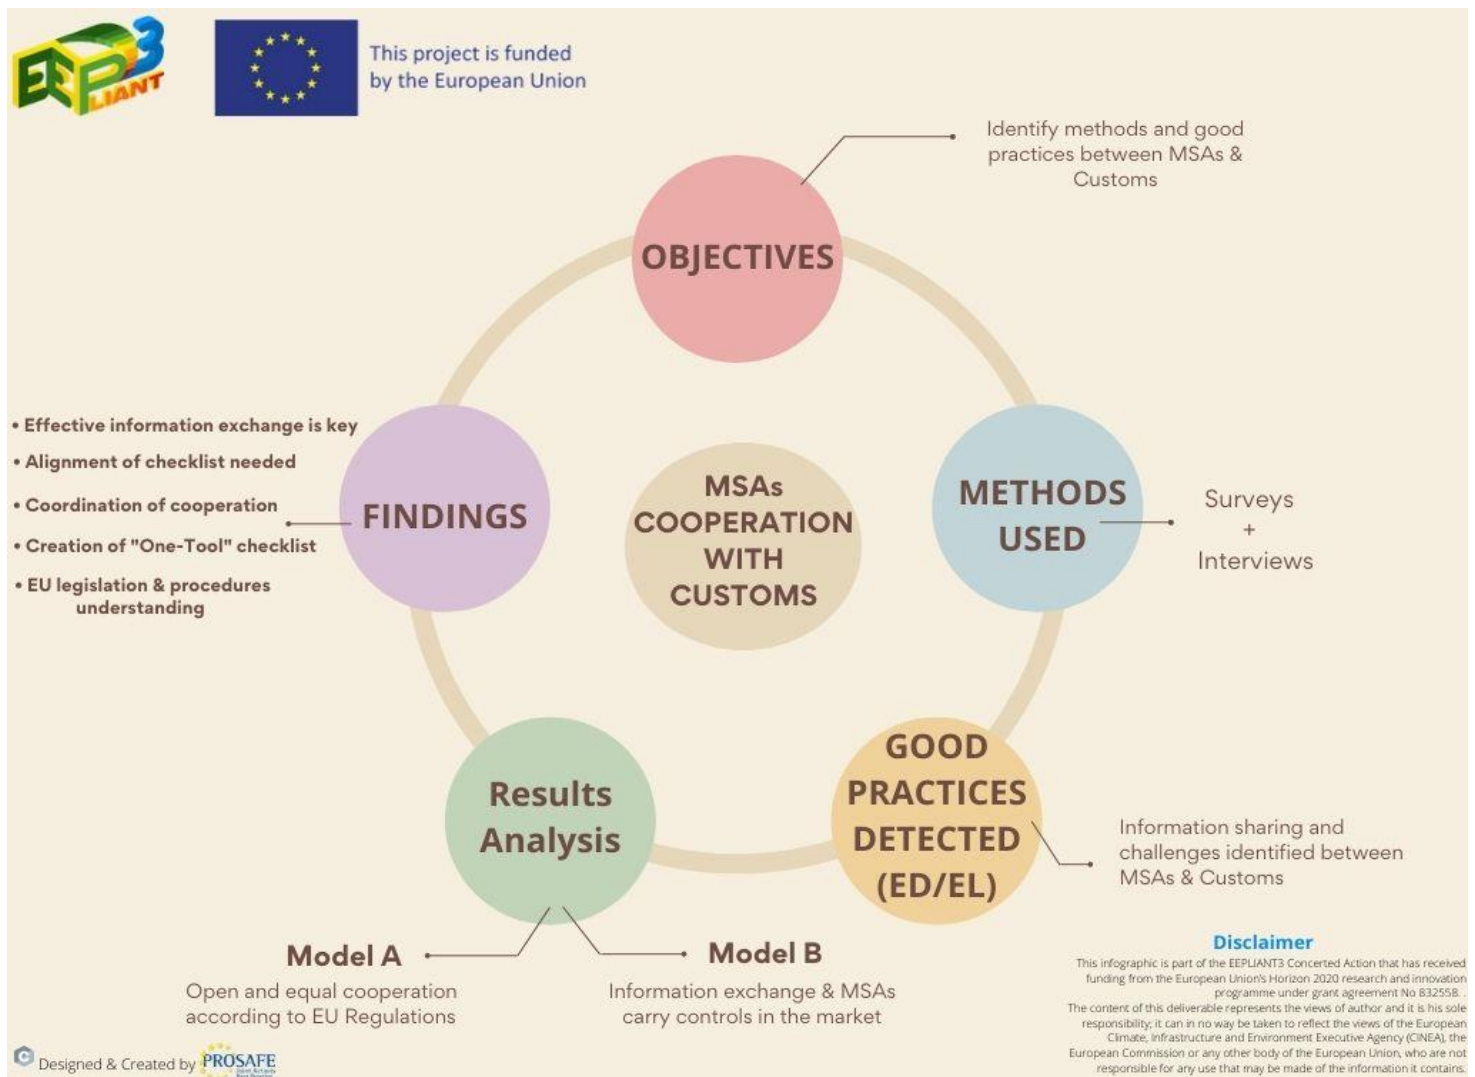 EEP3
LIANT
This project is funded
by the European Union
Identify methods and good
practices between MSAs &
Customs
OBJECTIVES
METHODS
USED
Surveys
+
Interviews
GOOD
PRACTICES
DETECTED
(ED/EL)
Information sharing and
challenges identified between
MSAs & Customs
Results
Analysis
Model A
Open and equal cooperation
according to EU Regulations
Model B
Information exchange & MSAs
carry controls in the market
FINDINGS
• Effective information exchange is key
• Alignment of checklist needed
• Coordination of cooperation
• Creation of "One-Tool" checklist
• EU legislation & procedures
understanding
MSAs
COOPERATION
WITH
CUSTOMS
Disclaimer
This infographic is part of the EEPLIANT3 Concerted Action that has received
funding from the European Union's Horizon 2020 research and innovation
programme under grant agreement No 832558. .
The content of this deliverable represents the views of author and it is his sole
responsibility; it can in no way be taken to reflect the views of the European
Climate, Infrastructure and Environment Executive Agency (CINEA), the
European Commission or any other body of the European Union, who are not
responsible for any use that may be made of the information it contains.
C Designed & Created by PROSAFE
Joint Actions